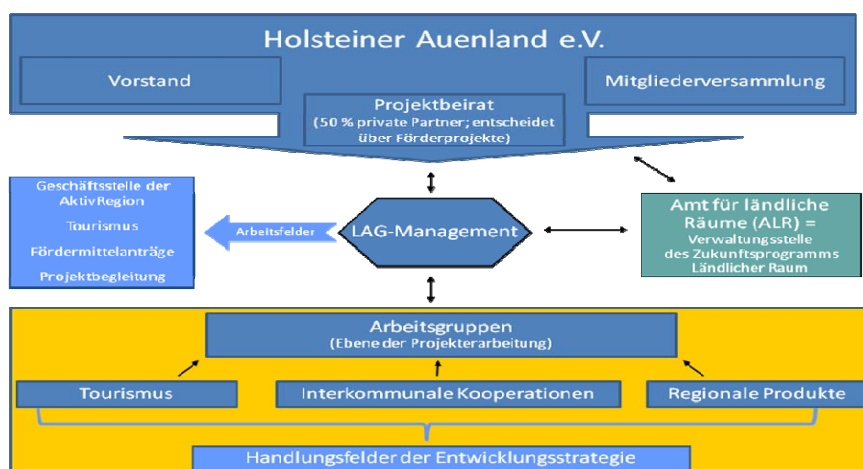 Holsteiner Auenland e.V.
Vorstand
Mitgliederversammlung
Projektbeirat
(50 % private Partner; entscheidet
über Förderprojekte)
Geschäftsstelle der
AktivRegion
Tourismus
Fördermittelanträge
Projektbegleitung
Arbeitsfelder
LAG-Management
Amt für ländliche
Räume (ALR) =
Verwaltungsstelle
des Zukunftsprogramms
Ländlicher Raum
Arbeitsgruppen
(Ebene der Projekterarbeitung)
Tourismus
Interkommunale Kooperationen
Regionale Produkte
Handlungsfelder der Entwicklungsstrategie